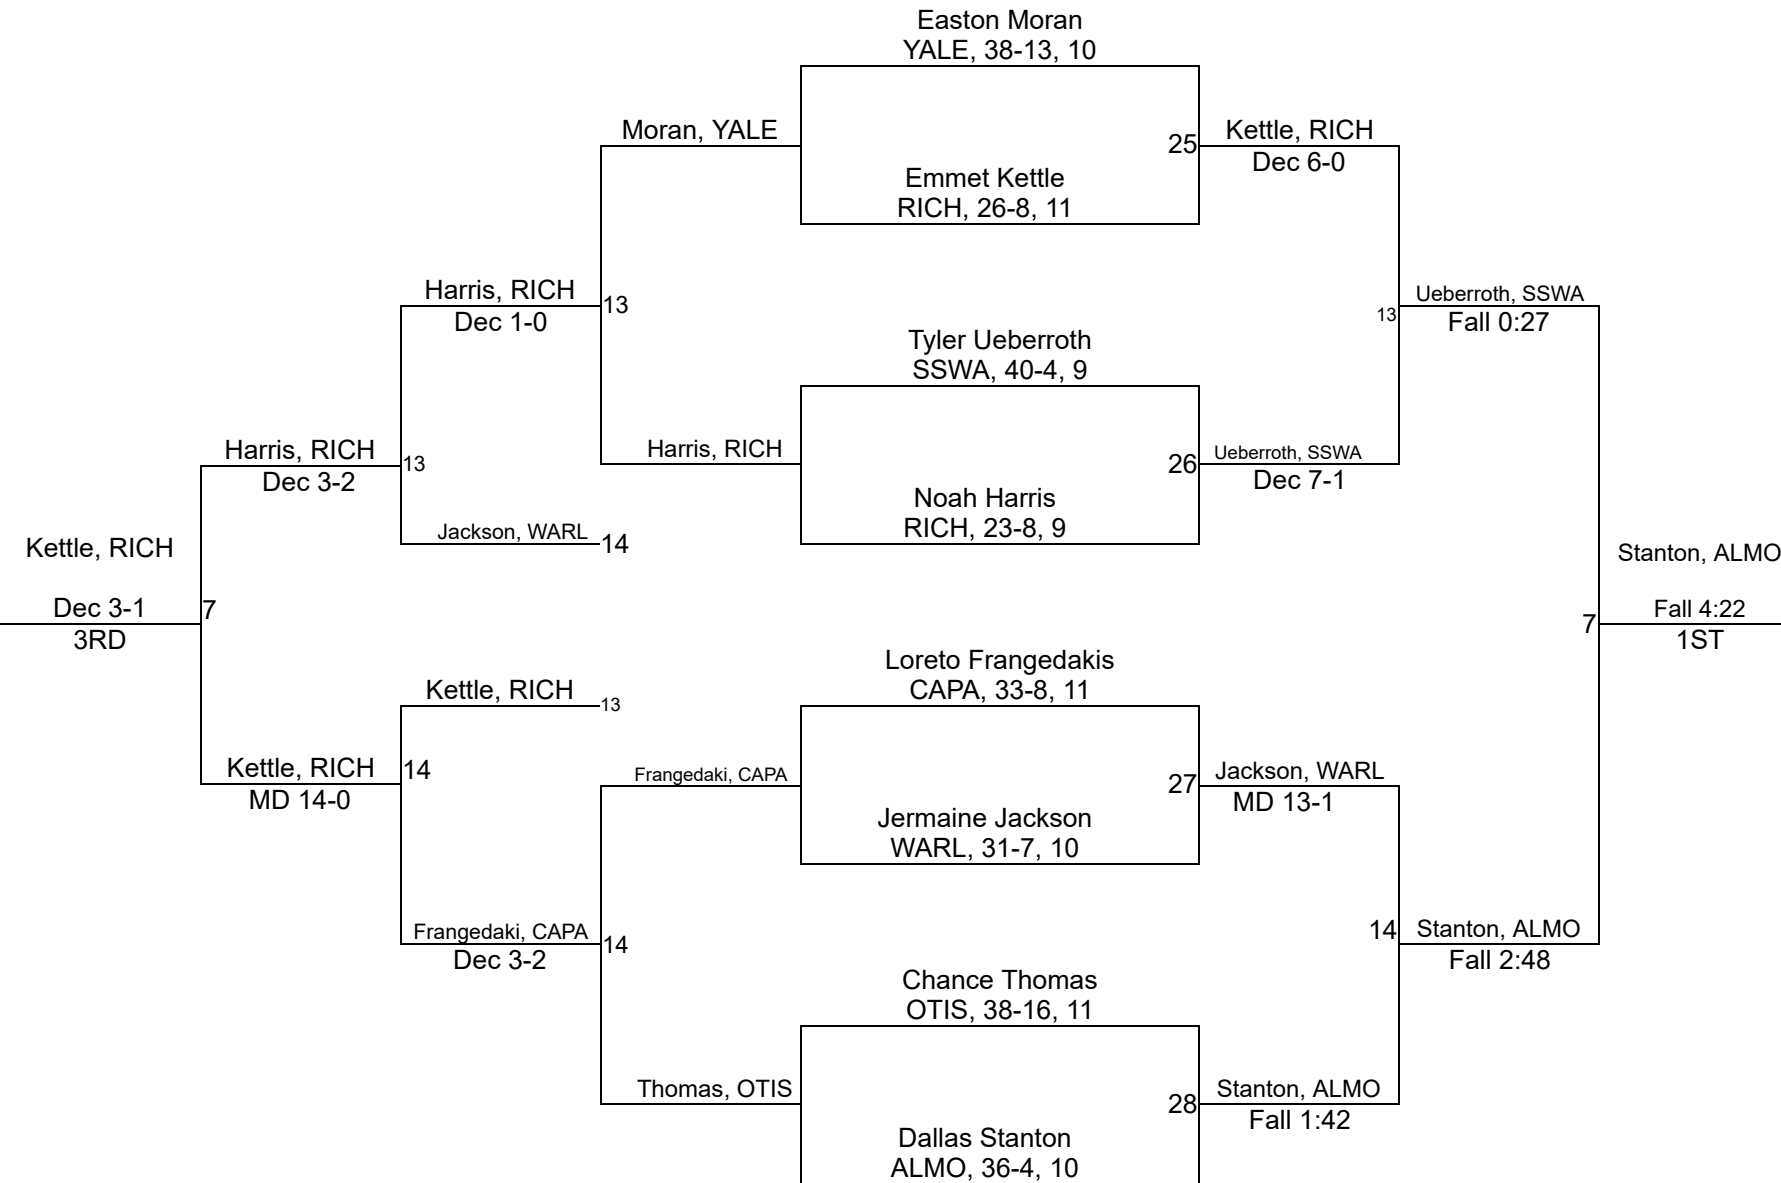 Easton Moran
YALE, 38-13, 10
Moran, YALE
25
Kettle, RICH
Dec 6-0
Emmet Kettle
RICH, 26-8, 11
Harris, RICH
Dec 1-0
13
13
Ueberroth, SSWA
Fall 0:27
Tyler Ueberroth
SSWA, 40-4, 9
Harris, RICH
Dec 3-2
13
Harris, RICH
26
Ueberroth, SSWA
Dec 7-1
Noah Harris
RICH, 23-8, 9
Jackson, WARL
14
Kettle, RICH
Dec 3-1
3RD
7
Stanton, ALMO
7
Fall 4:22
1ST
Loreto Frangedakis
CAPA, 33-8, 11
Kettle, RICH
13
Kettle, RICH
MD 14-0
14
Frangedaki, CAPA
27
Jackson, WARL
MD 13-1
Jermaine Jackson
WARL, 31-7, 10
Frangedaki, CAPA
Dec 3-2
14
14
Stanton, ALMO
Fall 2:48
Chance Thomas
OTIS, 38-16, 11
Thomas, OTIS
28
Stanton, ALMO
Fall 1:42
Dallas Stanton
ALMO, 36-4, 10